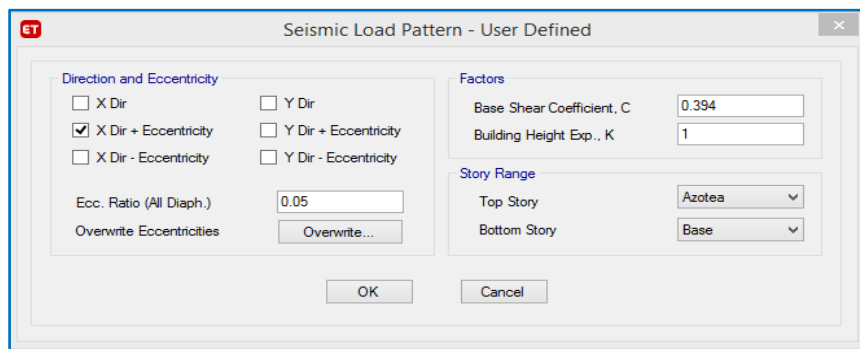 ET
Seismic Load Pattern - User Defined
×
Direction and Eccentricity
X Dir
Y Dir
X Dir + Eccentricity
Y Dir + Eccentricity
X Dir - Eccentricity
Y Dir - Eccentricity
Ecc. Ratio (All Diaph.)
0.05
Overwrite Eccentricities
Overwrite...
Factors
Base Shear Coefficient, C
0.394
Building Height Exp., K
1
Story Range
Top Story
Azotea
Bottom Story
Base
OK
Cancel